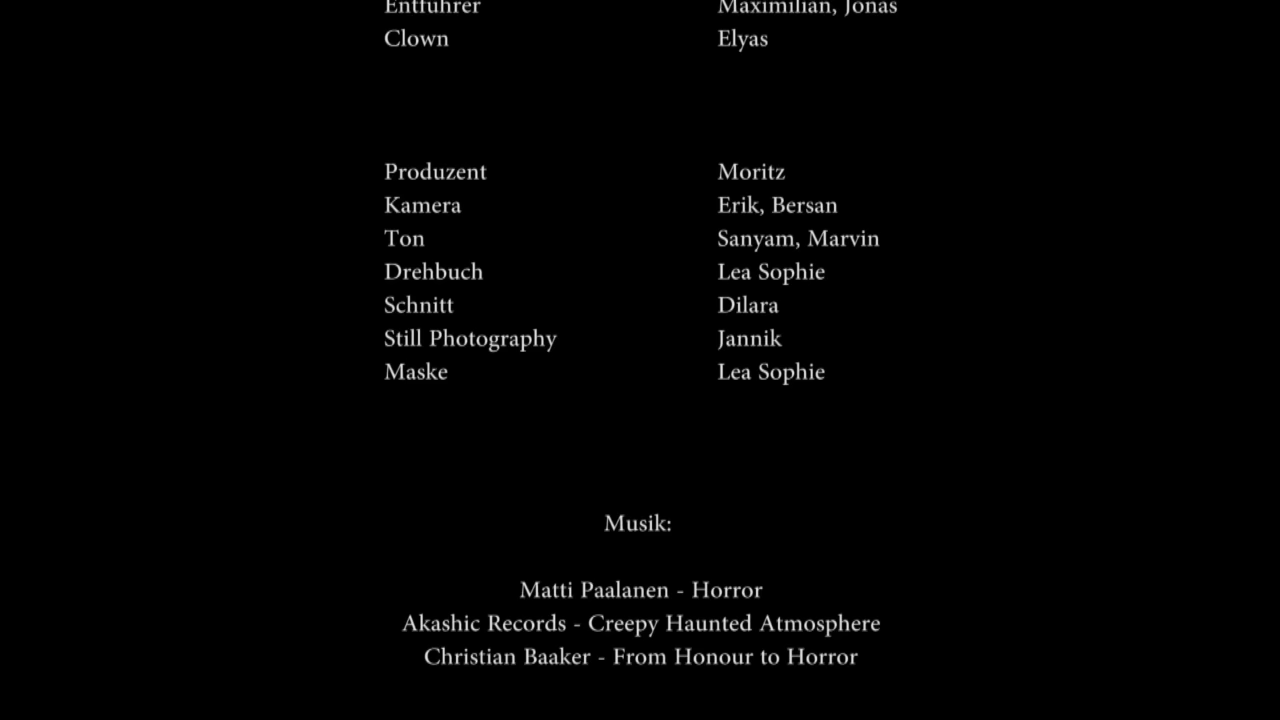 Entführer Maximilian, Jonas
Clown Elyas
Produzent Moritz
Kamera Erik, Bersan
Ton Sanyam, Marvin
Drehbuch Lea Sophie
Schnitt Dilara
Still Photography Jannik
Maske Lea Sophie
Musik:
Matti Paalanen - Horror
Akashic Records - Creepy Haunted Atmosphere
Christian Baaker - From Honour to Horror